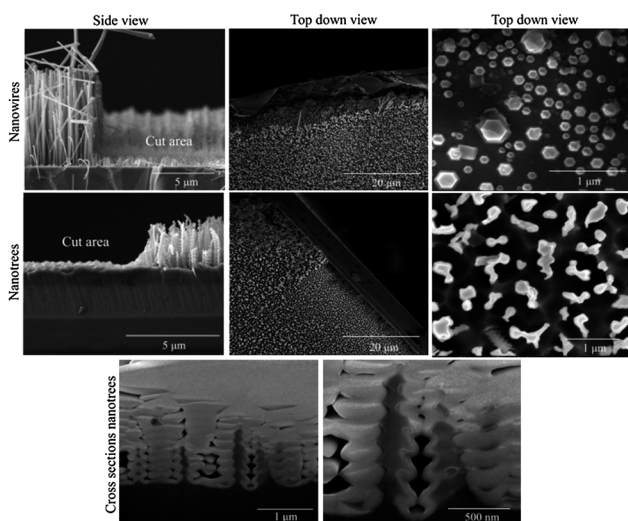 Side view
Top down view
Top down view
Nanowires
Cut area
5 μm
20 μm
1 μm
Nanotrees
Cut area
5 μm
20 μm
1 μm
Cross sections nanotrees
1 μm
500 nm